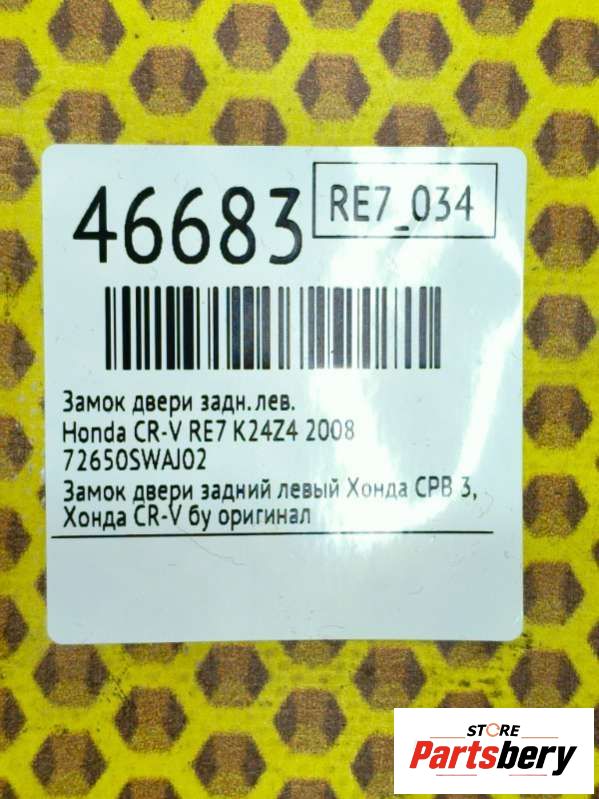 46683
RE7_034
Замок двери задн.лев.
Honda CR-V RE7 K24Z4 2008
72650SWAJ02
Замок двери задний левый Хонда СРВ 3,
Хонда CR-V бу оригинал
STORE
Partsbery